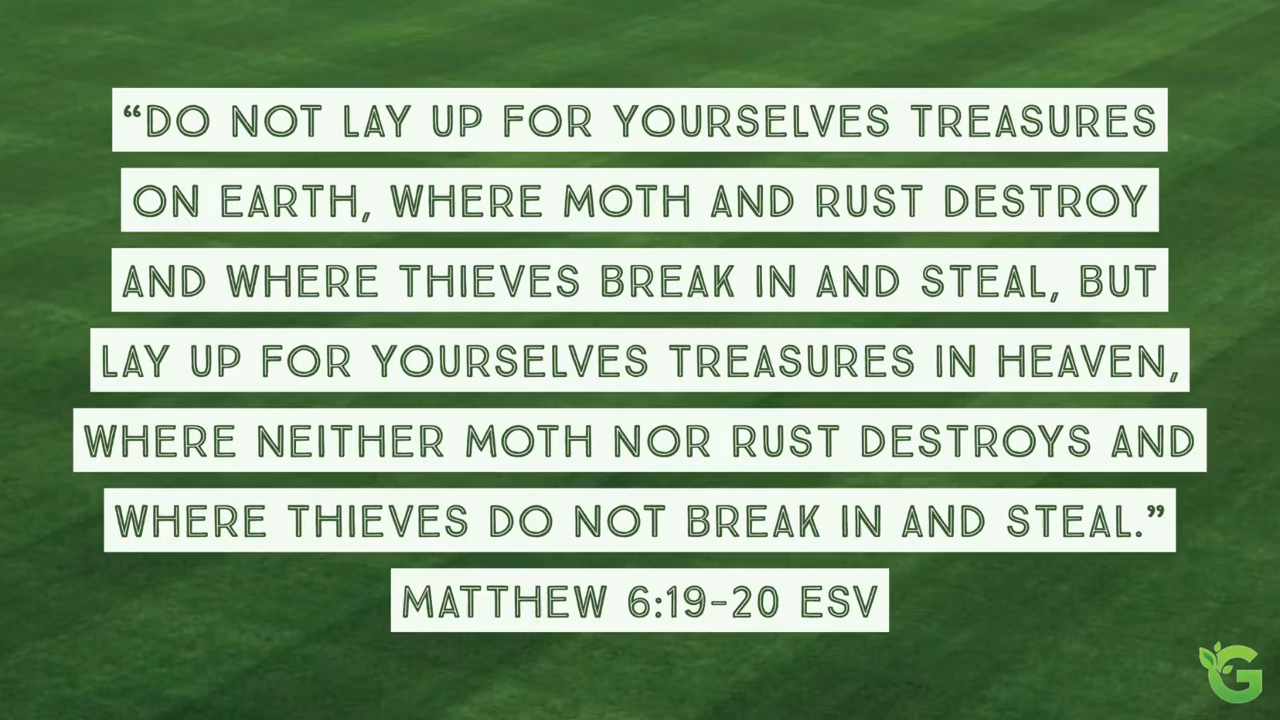 “DO NOT LAY UP FOR YOURSELVES TREASURES
ON EARTH, WHERE MOTH AND RUST DESTROY
AND WHERE THIEVES BREAK IN AND STEAL, BUT
LAY UP FOR YOURSELVES TREASURES IN HEAVEN,
WHERE NEITHER MOTH NOR RUST DESTROYS AND
WHERE THIEVES DO NOT BREAK IN AND STEAL.”
MATTHEW 6:19-20 ESV
G